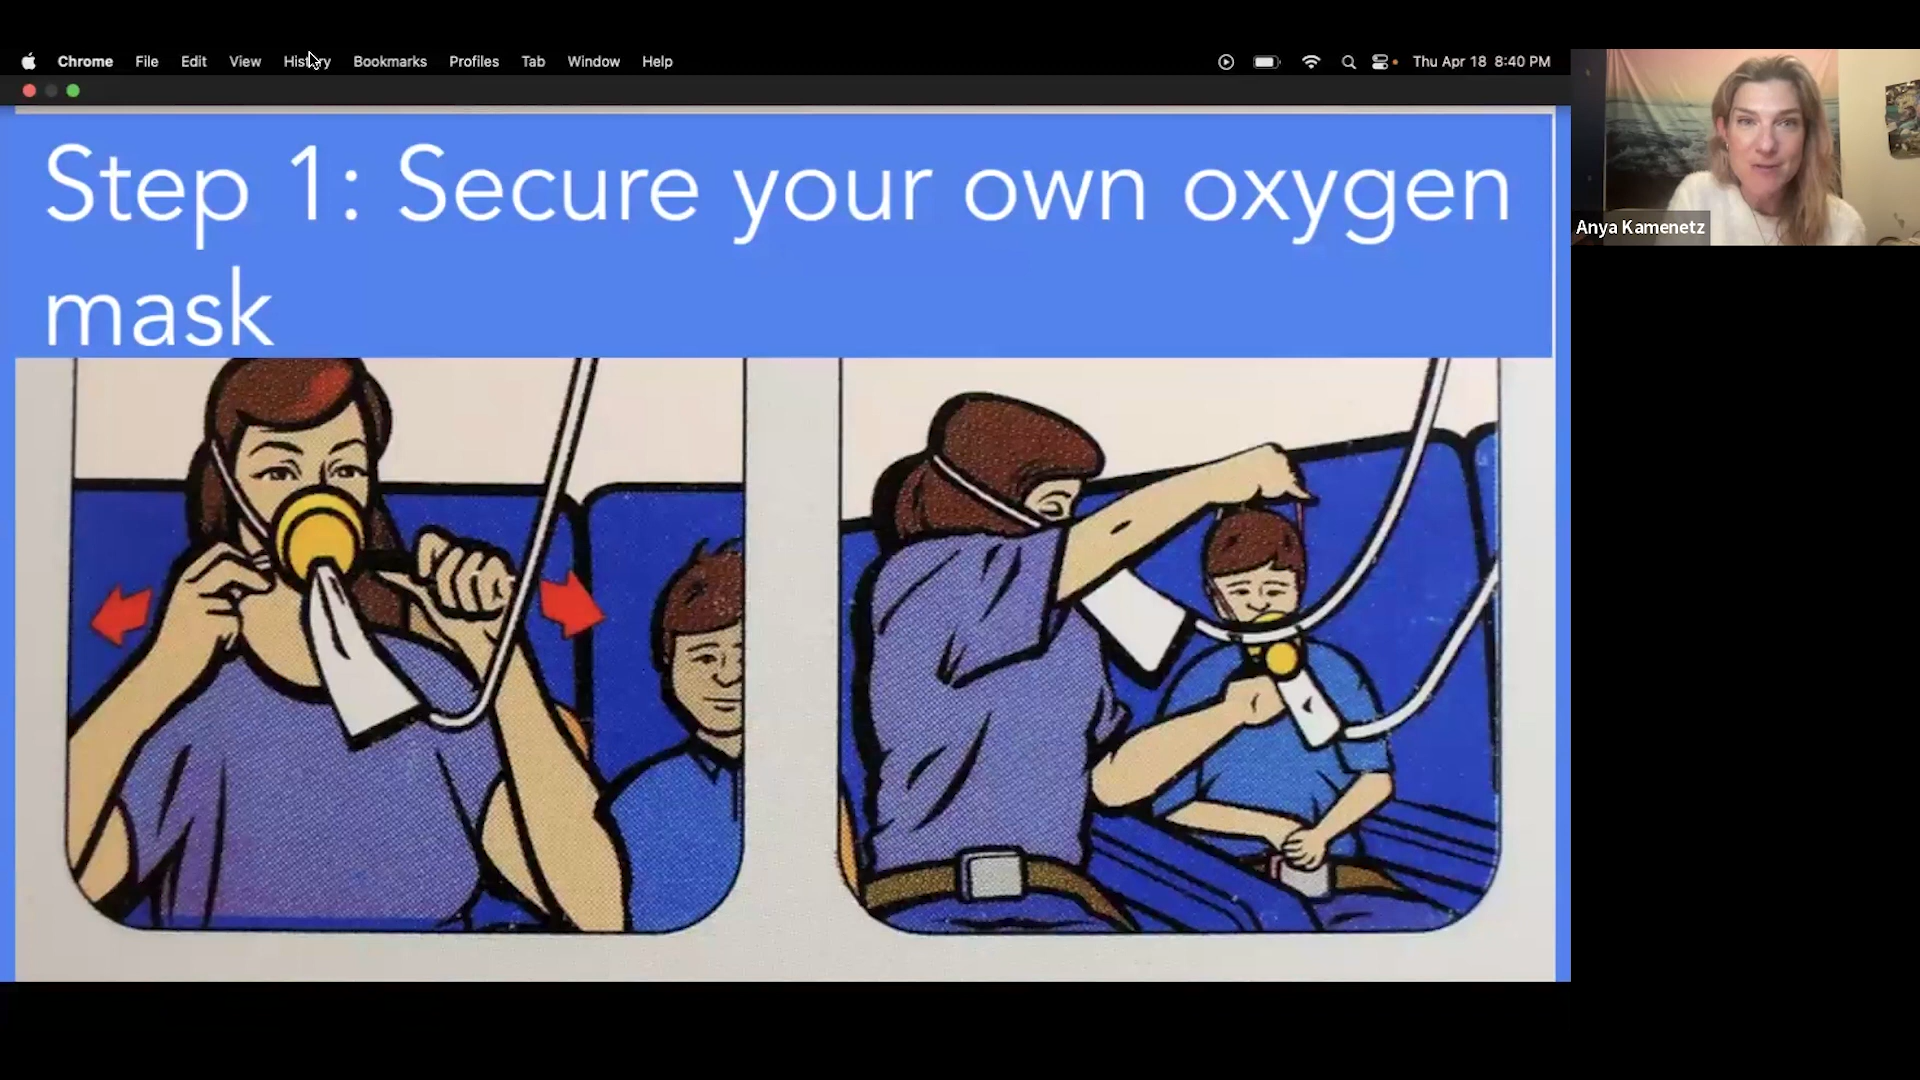 Chrome File Edit View History Bookmarks Profiles Tab Window Help Thu Apr 18 8:40 PM
Step 1: Secure your own oxygen
mask
Anya Kamenetz